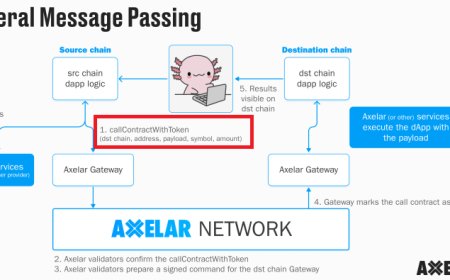 eral Message Passing
Source chain
Destination chain
src chain
dapp logic
5. Results
visible on
dst chain
dst chain
dapp logic
s
1. callContractWithToken
(dst chain, address, payload, symbol, amount)
Axelar (or other) services
execute the dApp with
the payload
ervices
er provider)
Axelar Gateway
Axelar Gateway
4. Gateway marks the call contract as
AXELAR NETWORK
2. Axelar validators confirm the callContractWithToken
3. Axelar validators prepare a signed command for the dst chain Gateway
AXE